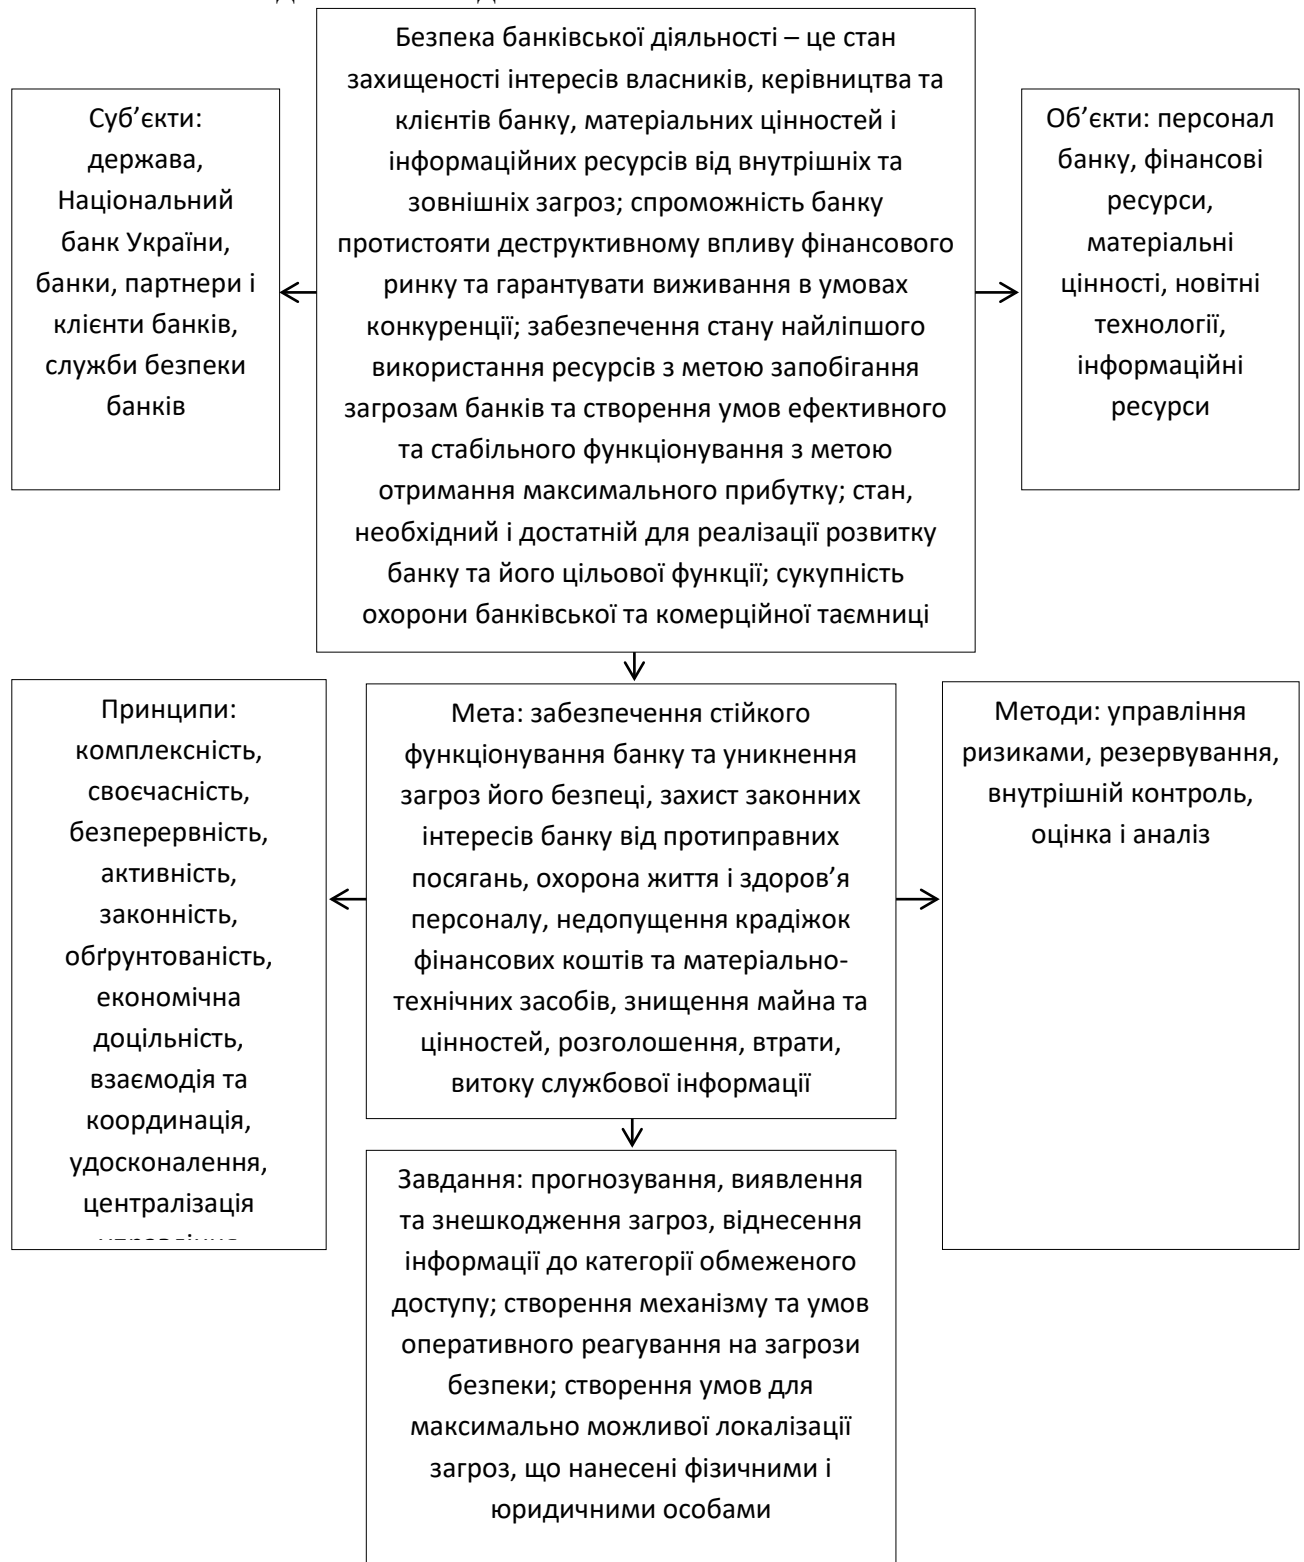 Безпека банківської діяльності – це стан
захищеності інтересів власників, керівництва та
клієнтів банку, матеріальних цінностей і
інформаційних ресурсів від внутрішніх та
зовнішніх загроз; спроможність банку
протистояти деструктивному впливу фінансового
ринку та гарантувати виживання в умовах
конкуренції; забезпечення стану найліпшого
використання ресурсів з метою запобігання
загрозам банків та створення умов ефективного
та стабільного функціонування з метою
отримання максимального прибутку; стан,
необхідний і достатній для реалізації розвитку
банку та його цільової функції; сукупність
охорони банківської та комерційної таємниці
Суб’єкти:
держава,
Національний
банк України,
банки, партнери і
клієнти банків,
служби безпеки
банків
Об’єкти: персонал
банку, фінансові
ресурси,
матеріальні
цінності, новітні
технології,
інформаційні
ресурси
Принципи:
комплексність,
своєчасність,
безперервність,
активність,
законність,
обґрунтованість,
економічна
доцільність,
взаємодія та
координація,
удосконалення,
централізація
Мета: забезпечення стійкого
функціонування банку та уникнення
загроз його безпеці, захист законних
інтересів банку від протиправних
посягань, охорона життя і здоров’я
персоналу, недопущення крадіжок
фінансових коштів та матеріально-
технічних засобів, знищення майна та
цінностей, розголошення, втрати,
витоку службової інформації
Методи: управління
ризиками, резервування,
внутрішній контроль,
оцінка і аналіз
Завдання: прогнозування, виявлення
та знешкодження загроз, віднесення
інформації до категорії обмеженого
доступу; створення механізму та умов
оперативного реагування на загрози
безпеки; створення умов для
максимально можливої локалізації
загроз, що нанесені фізичними і
юридичними особами